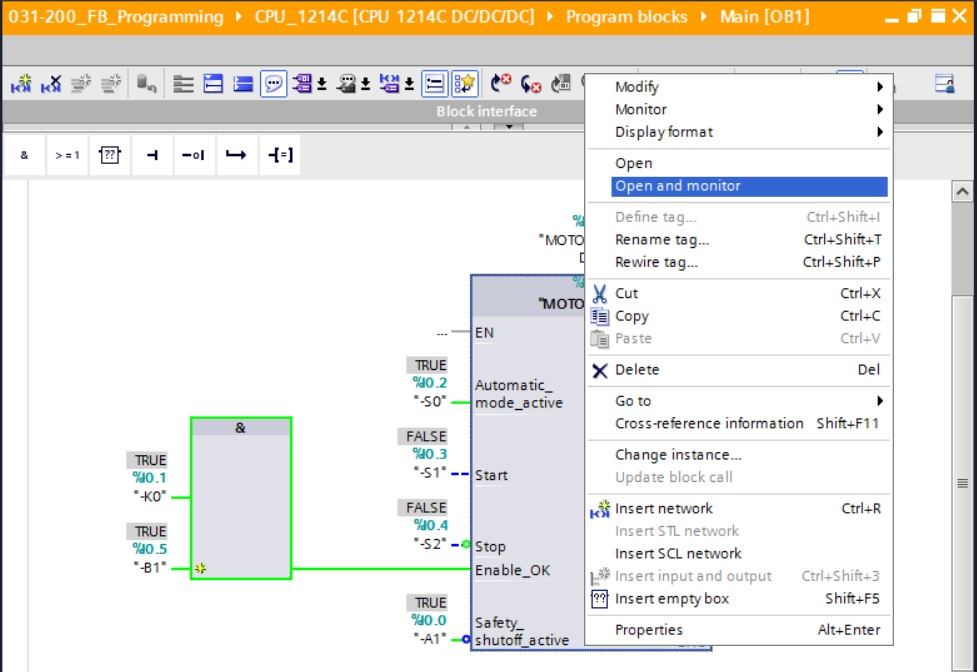 031-200_FB_Programming ▸ CPU_1214C [CPU 1214C DC/DC/DC] ▸ Program blocks ▸ Main [OB1]
Block interface
& >=1 ??
Modify
Monitor
Display format
Open
Open and monitor
Define tag... Ctrl+Shift+I
Rename tag... Ctrl+Shift+T
Rewire tag... Ctrl+Shift+P
Cut Ctrl+X
Copy Ctrl+C
Paste Ctrl+V
Delete Del
Go to
Cross-reference information Shift+F11
Change instance...
Update block call
Insert network Ctrl+R
Insert STL network
Insert SCL network
Insert input and output Ctrl+Shift+3
Insert empty box Shift+F5
Properties Alt+Enter
"MOTO
"MOTO
... EN
TRUE
%I0.2
"-S0"
Automatic_
mode_active
FALSE
%I0.3
"-S1"
Start
FALSE
%I0.4
"-S2"
Stop
Enable_OK
TRUE
%I0.0
"-A1"
Safety_
shutoff_active
&
TRUE
%I0.1
"-K0"
TRUE
%I0.5
"-B1"